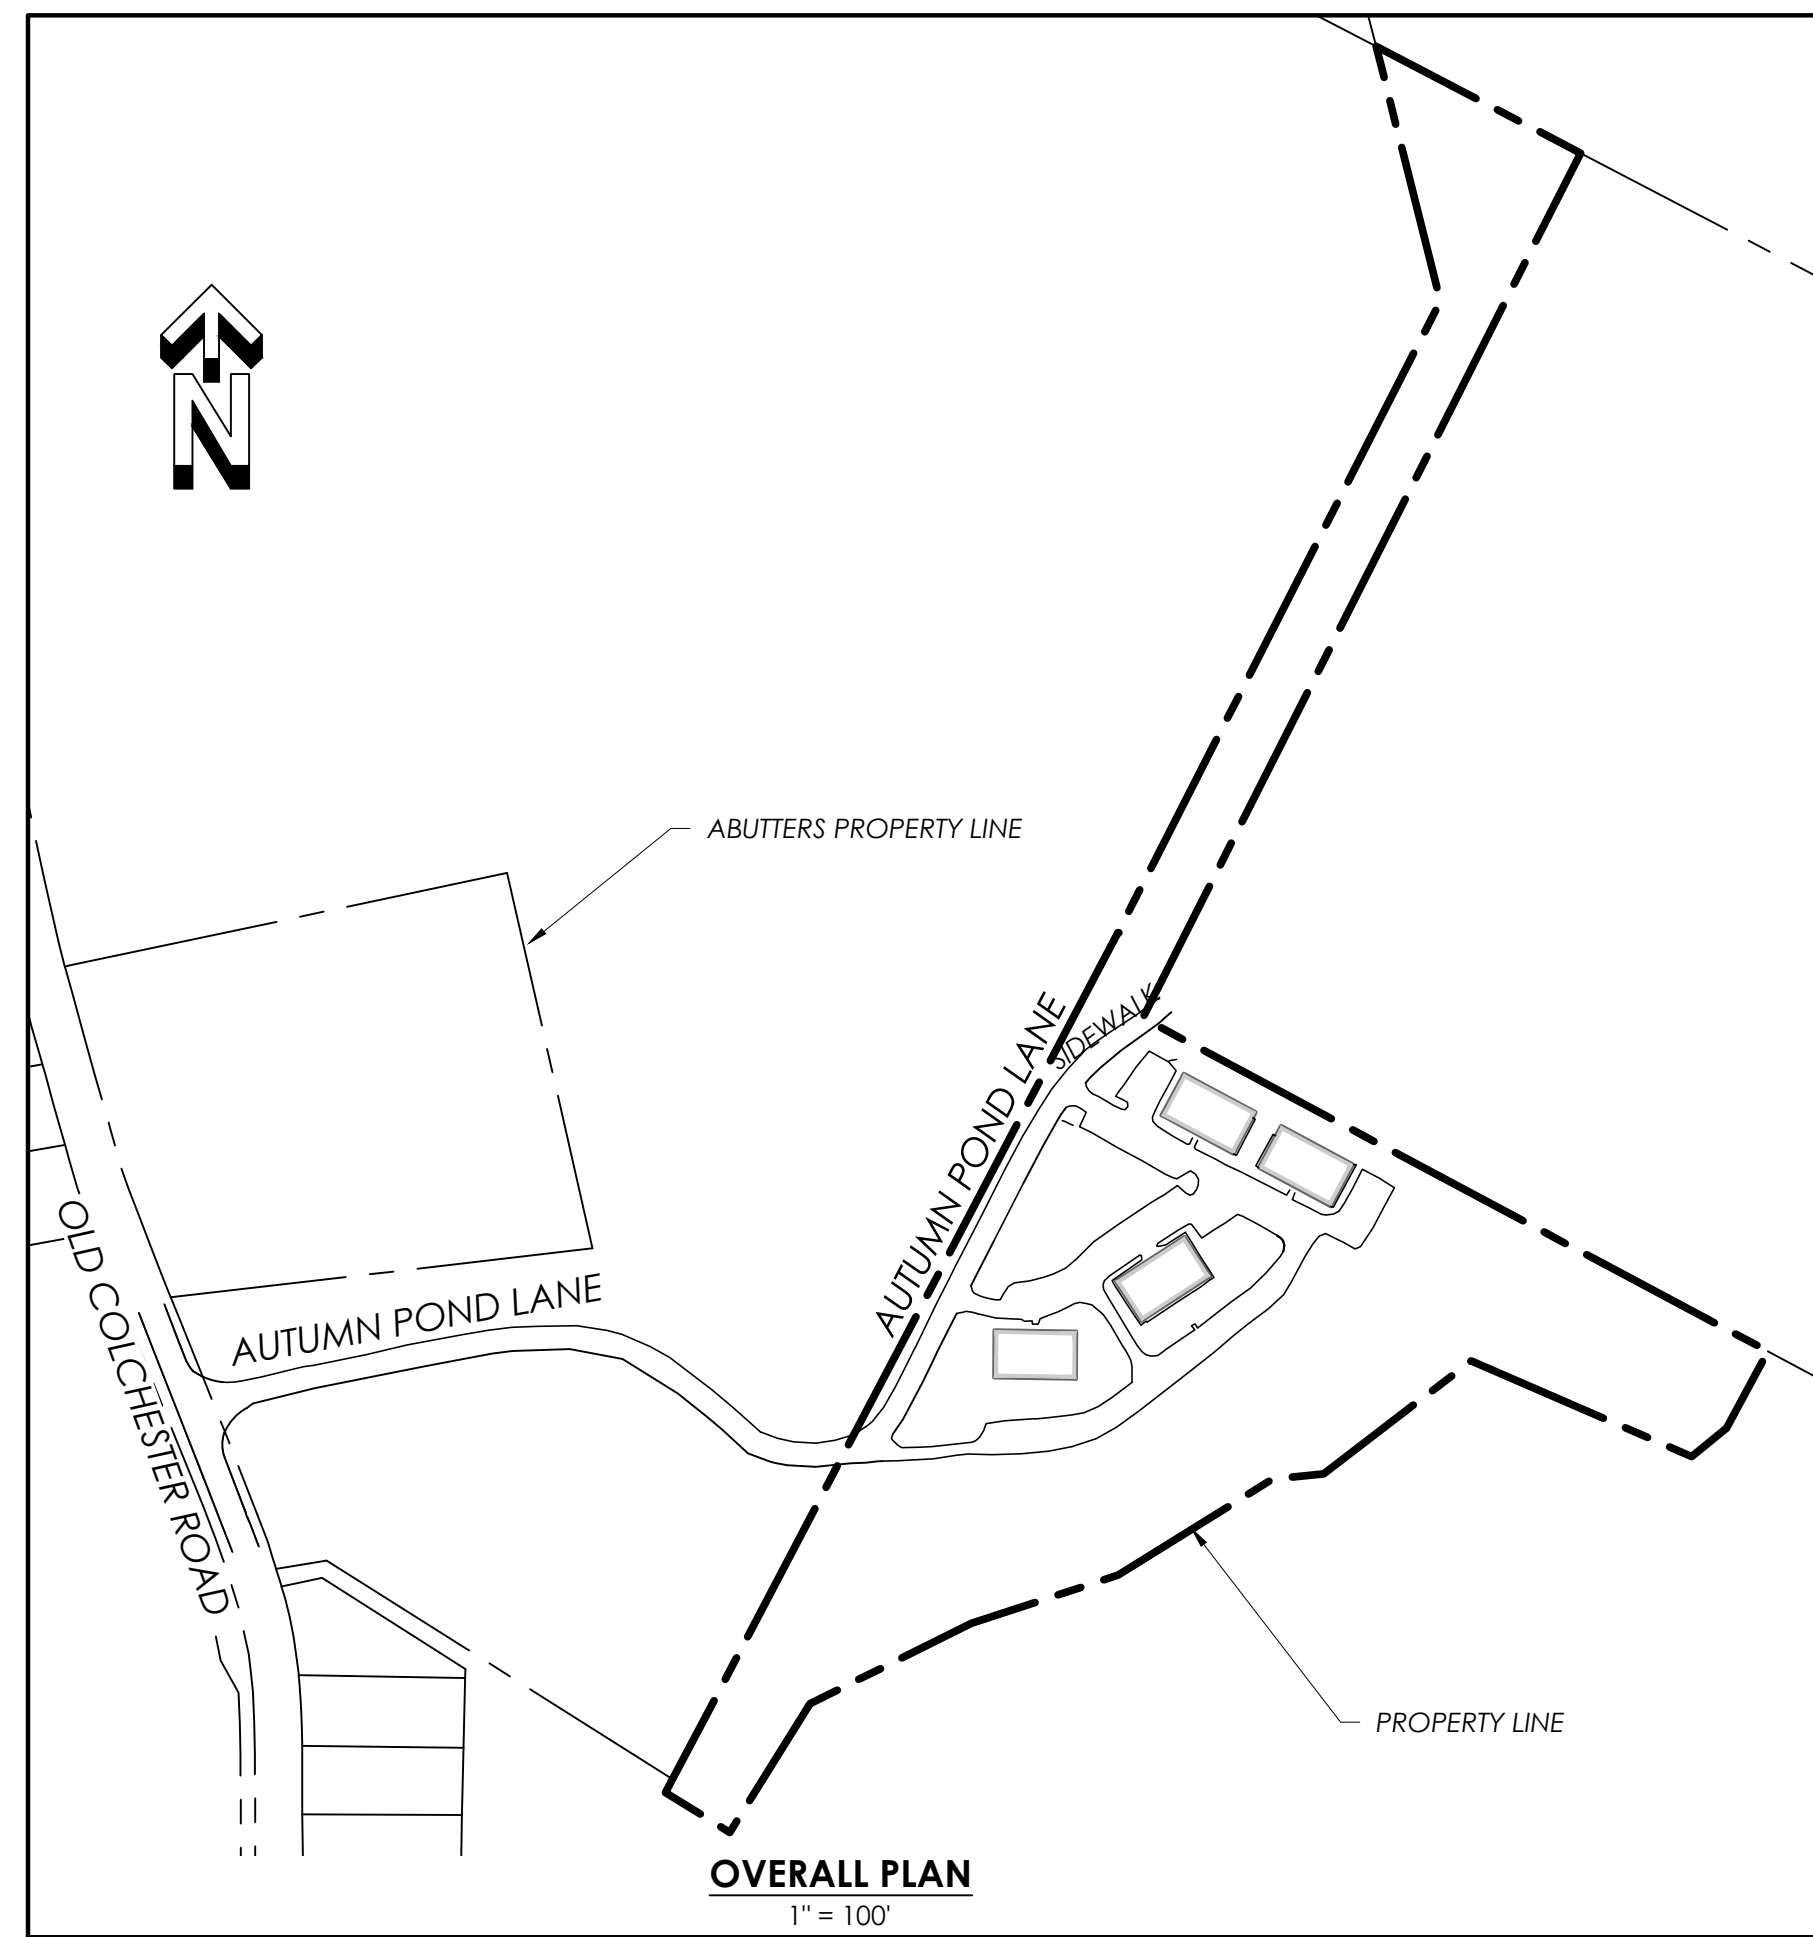 N
ABUTTERS PROPERTY LINE
SIDEWALK
AUTUMN POND LANE
AUTUMN POND LANE
OLD COLCHESTER ROAD
PROPERTY LINE
OVERALL PLAN
1" = 100'